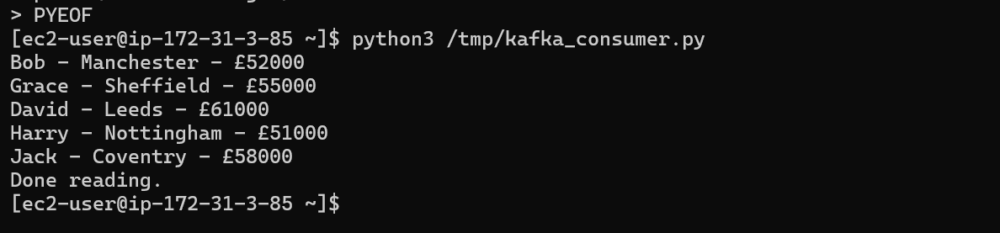 > PYEOF
[ec2-user@ip-172-31-3-85 ~]$ python3 /tmp/kafka_consumer.py
Bob - Manchester - £52000
Grace - Sheffield - £55000
David - Leeds - £61000
Harry - Nottingham - £51000
Jack - Coventry - £58000
Done reading.
[ec2-user@ip-172-31-3-85 ~]$